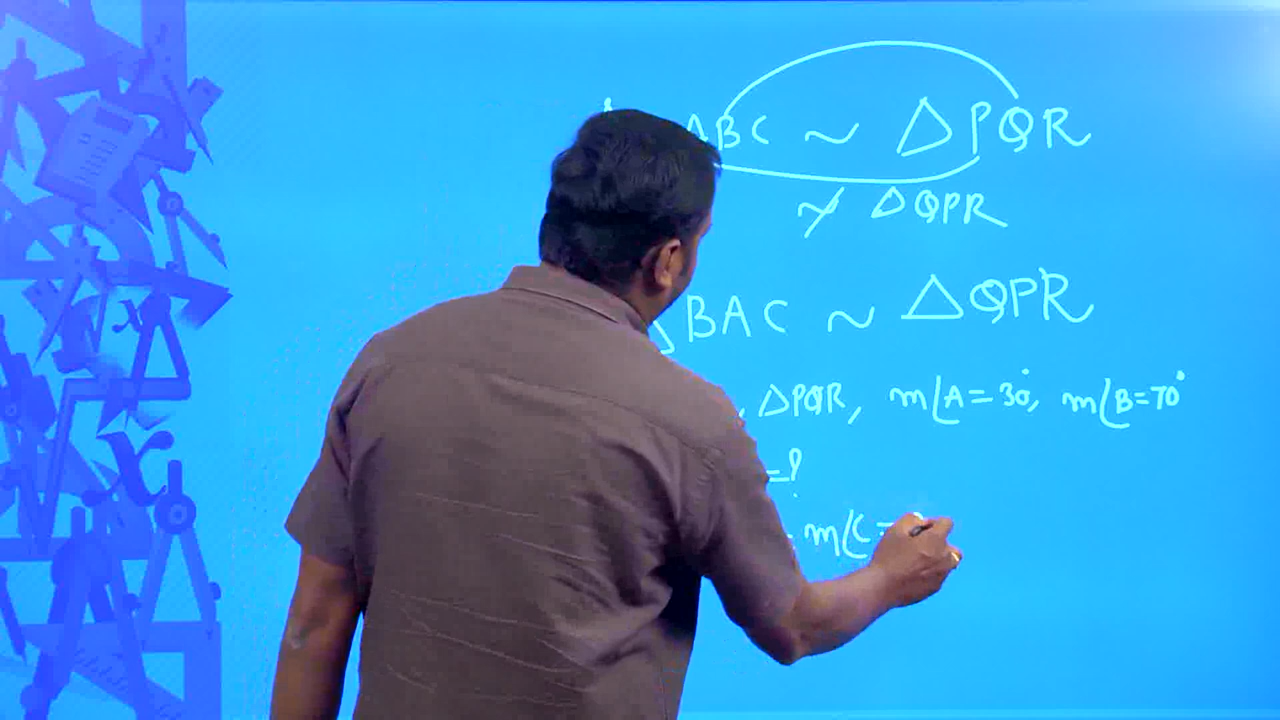 ABC ~ △PQR
≁ △QPR
△BAC ~ △QPR
, △PQR, m∠A=30°, m∠B=70°
=?
m∠C=